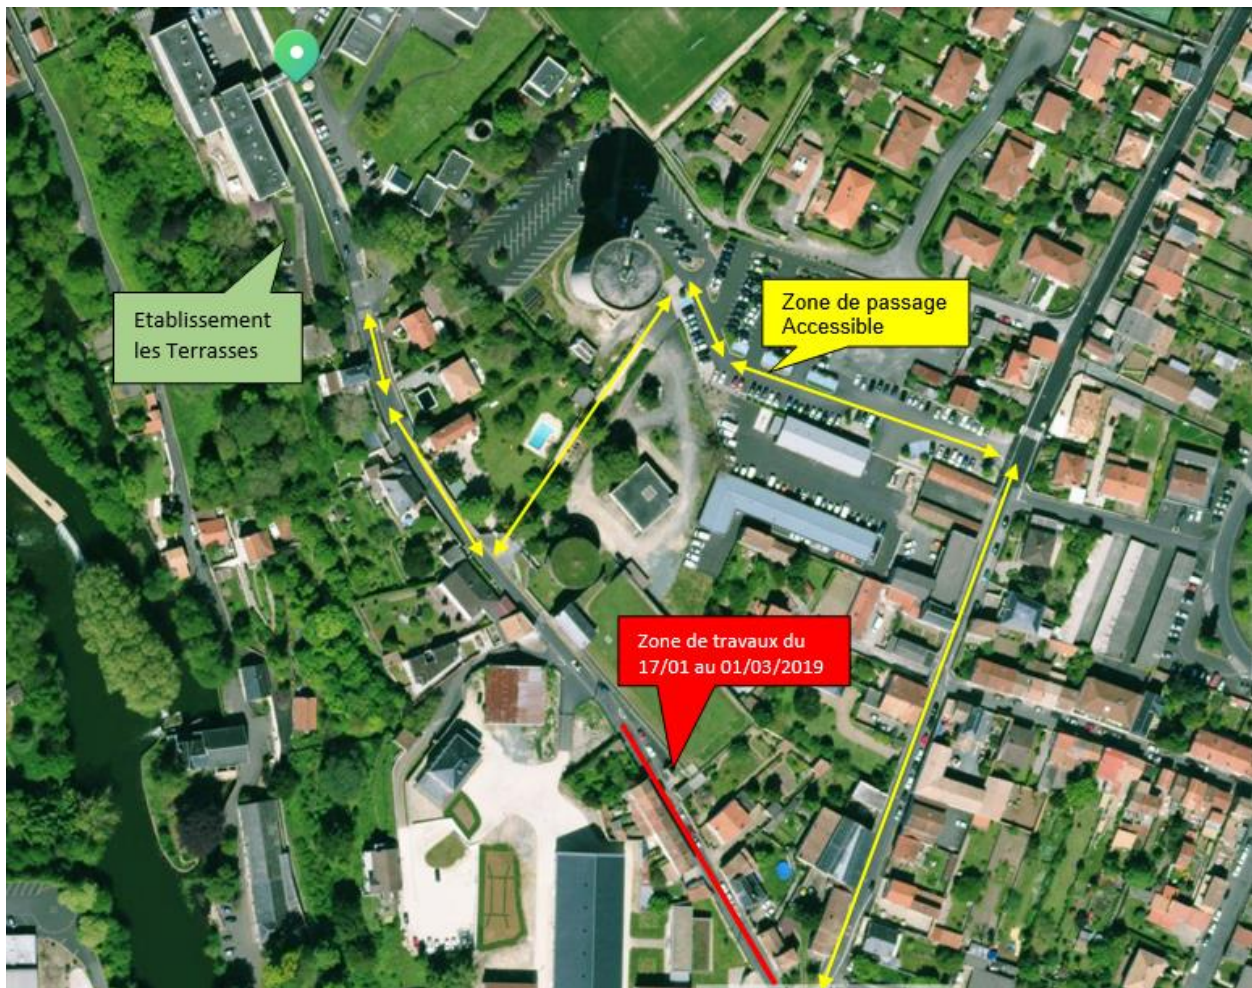 Etablissement
les Terrasses
Zone de passage
Accessible
Zone de travaux du
17/01 au 01/03/2019